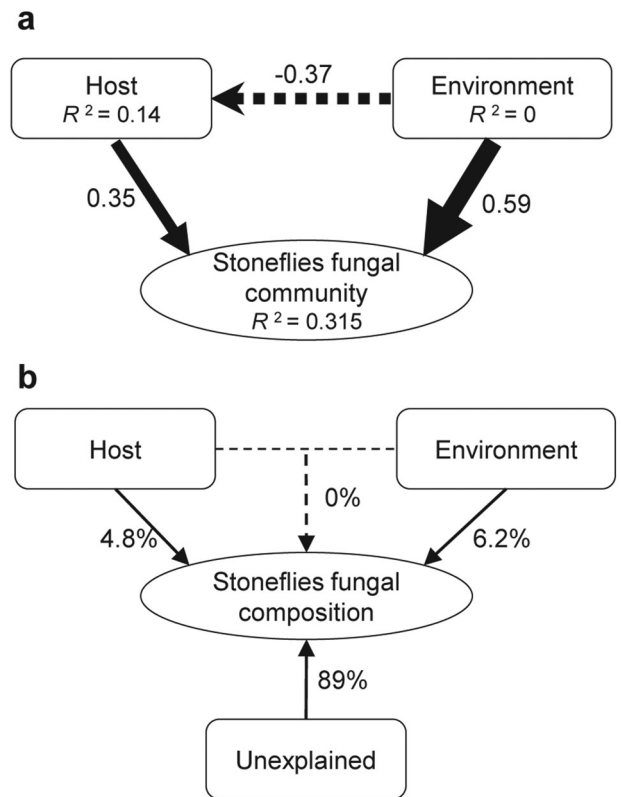 a
Host
R² = 0.14
-0.37
Environment
R² = 0
0.35
0.59
Stoneflies fungal
community
R² = 0.315
b
Host
Environment
0%
4.8%
6.2%
Stoneflies fungal
composition
89%
Unexplained